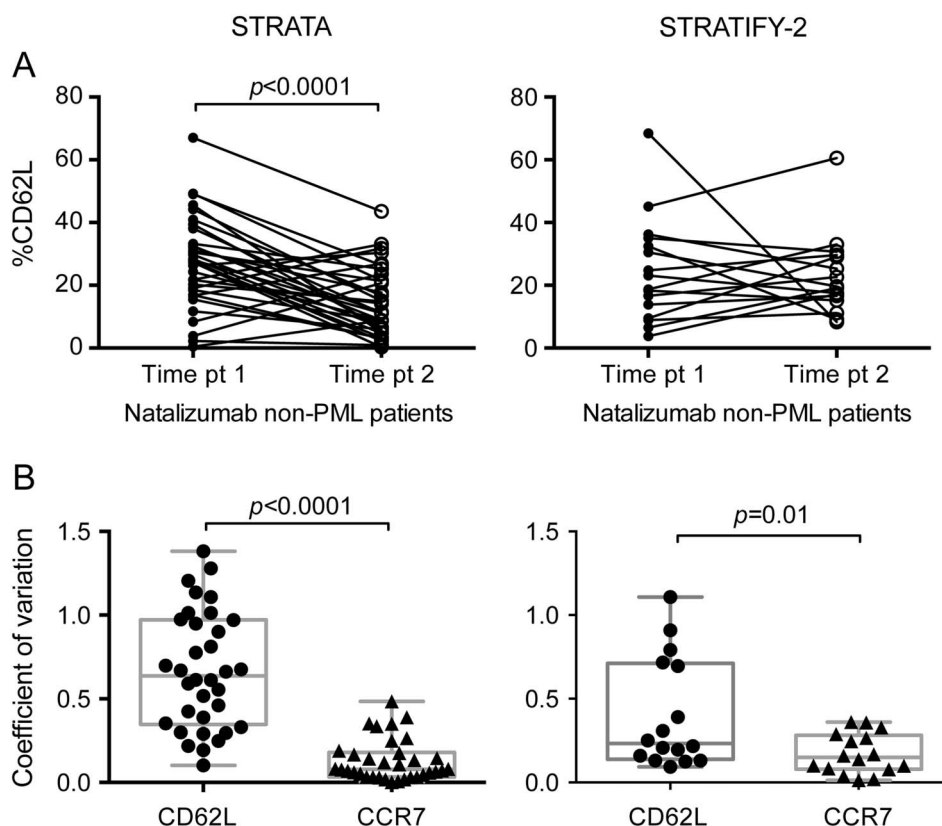 STRATA
STRATIFY-2
A
p<0.0001
80
60
40
20
0
%CD62L
Time pt 1
Time pt 2
Natalizumab non-PML patients
80
60
40
20
0
Time pt 1
Time pt 2
Natalizumab non-PML patients
B
p<0.0001
1.5
1.0
0.5
0.0
Coefficient of variation
CD62L
CCR7
p=0.01
1.5
1.0
0.5
0.0
CD62L
CCR7